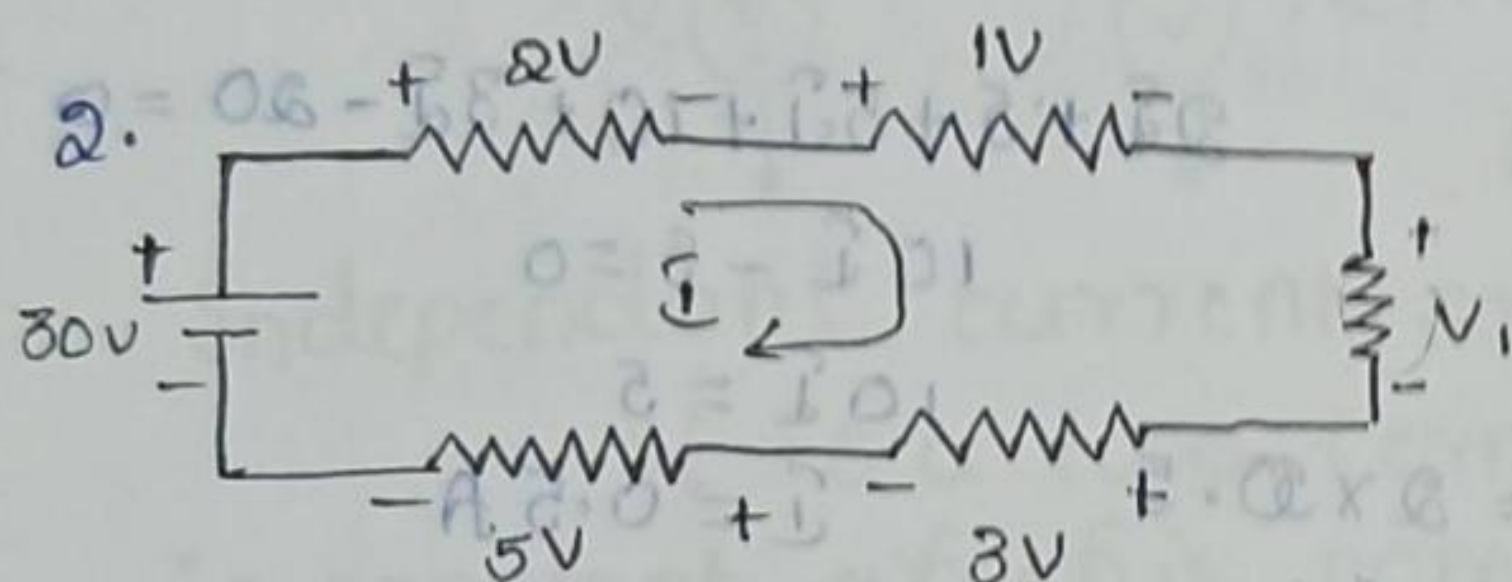 2.
+ 2V - + 1V -
+
30V
-
I
+
V₁
-
- 5V +
- 3V +